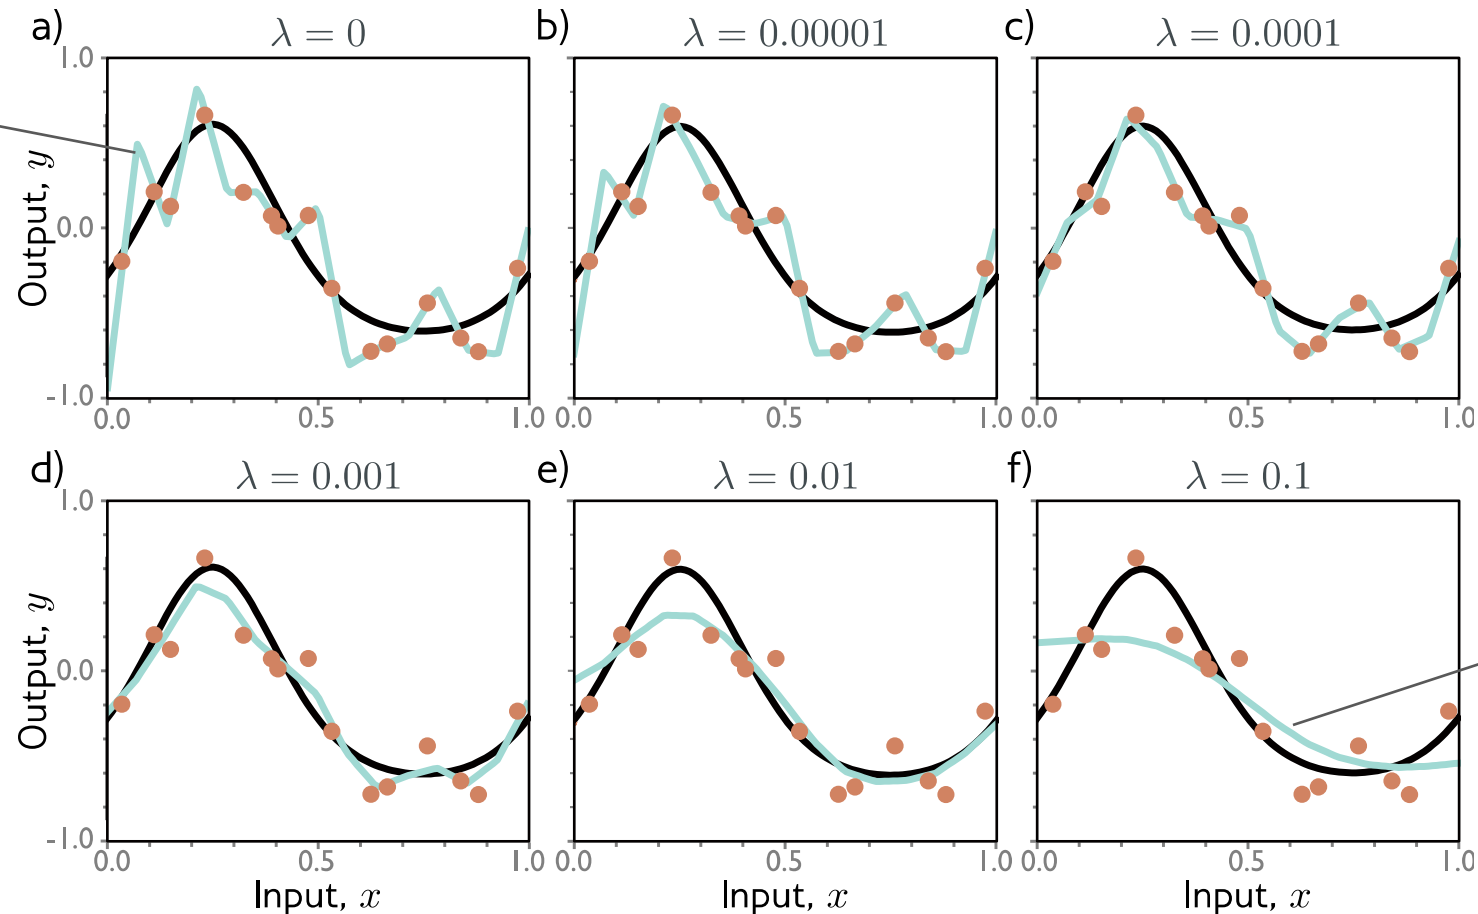 a) λ = 0
b) λ = 0.00001
c) λ = 0.0001
Output, y
1.0
0.0
-1.0
0.0 0.5 1.0
0.0 0.5 1.0
0.0 0.5 1.0
d) λ = 0.001
e) λ = 0.01
f) λ = 0.1
Output, y
1.0
0.0
-1.0
0.0 0.5 1.0
0.0 0.5 1.0
0.0 0.5 1.0
Input, x
Input, x
Input, x